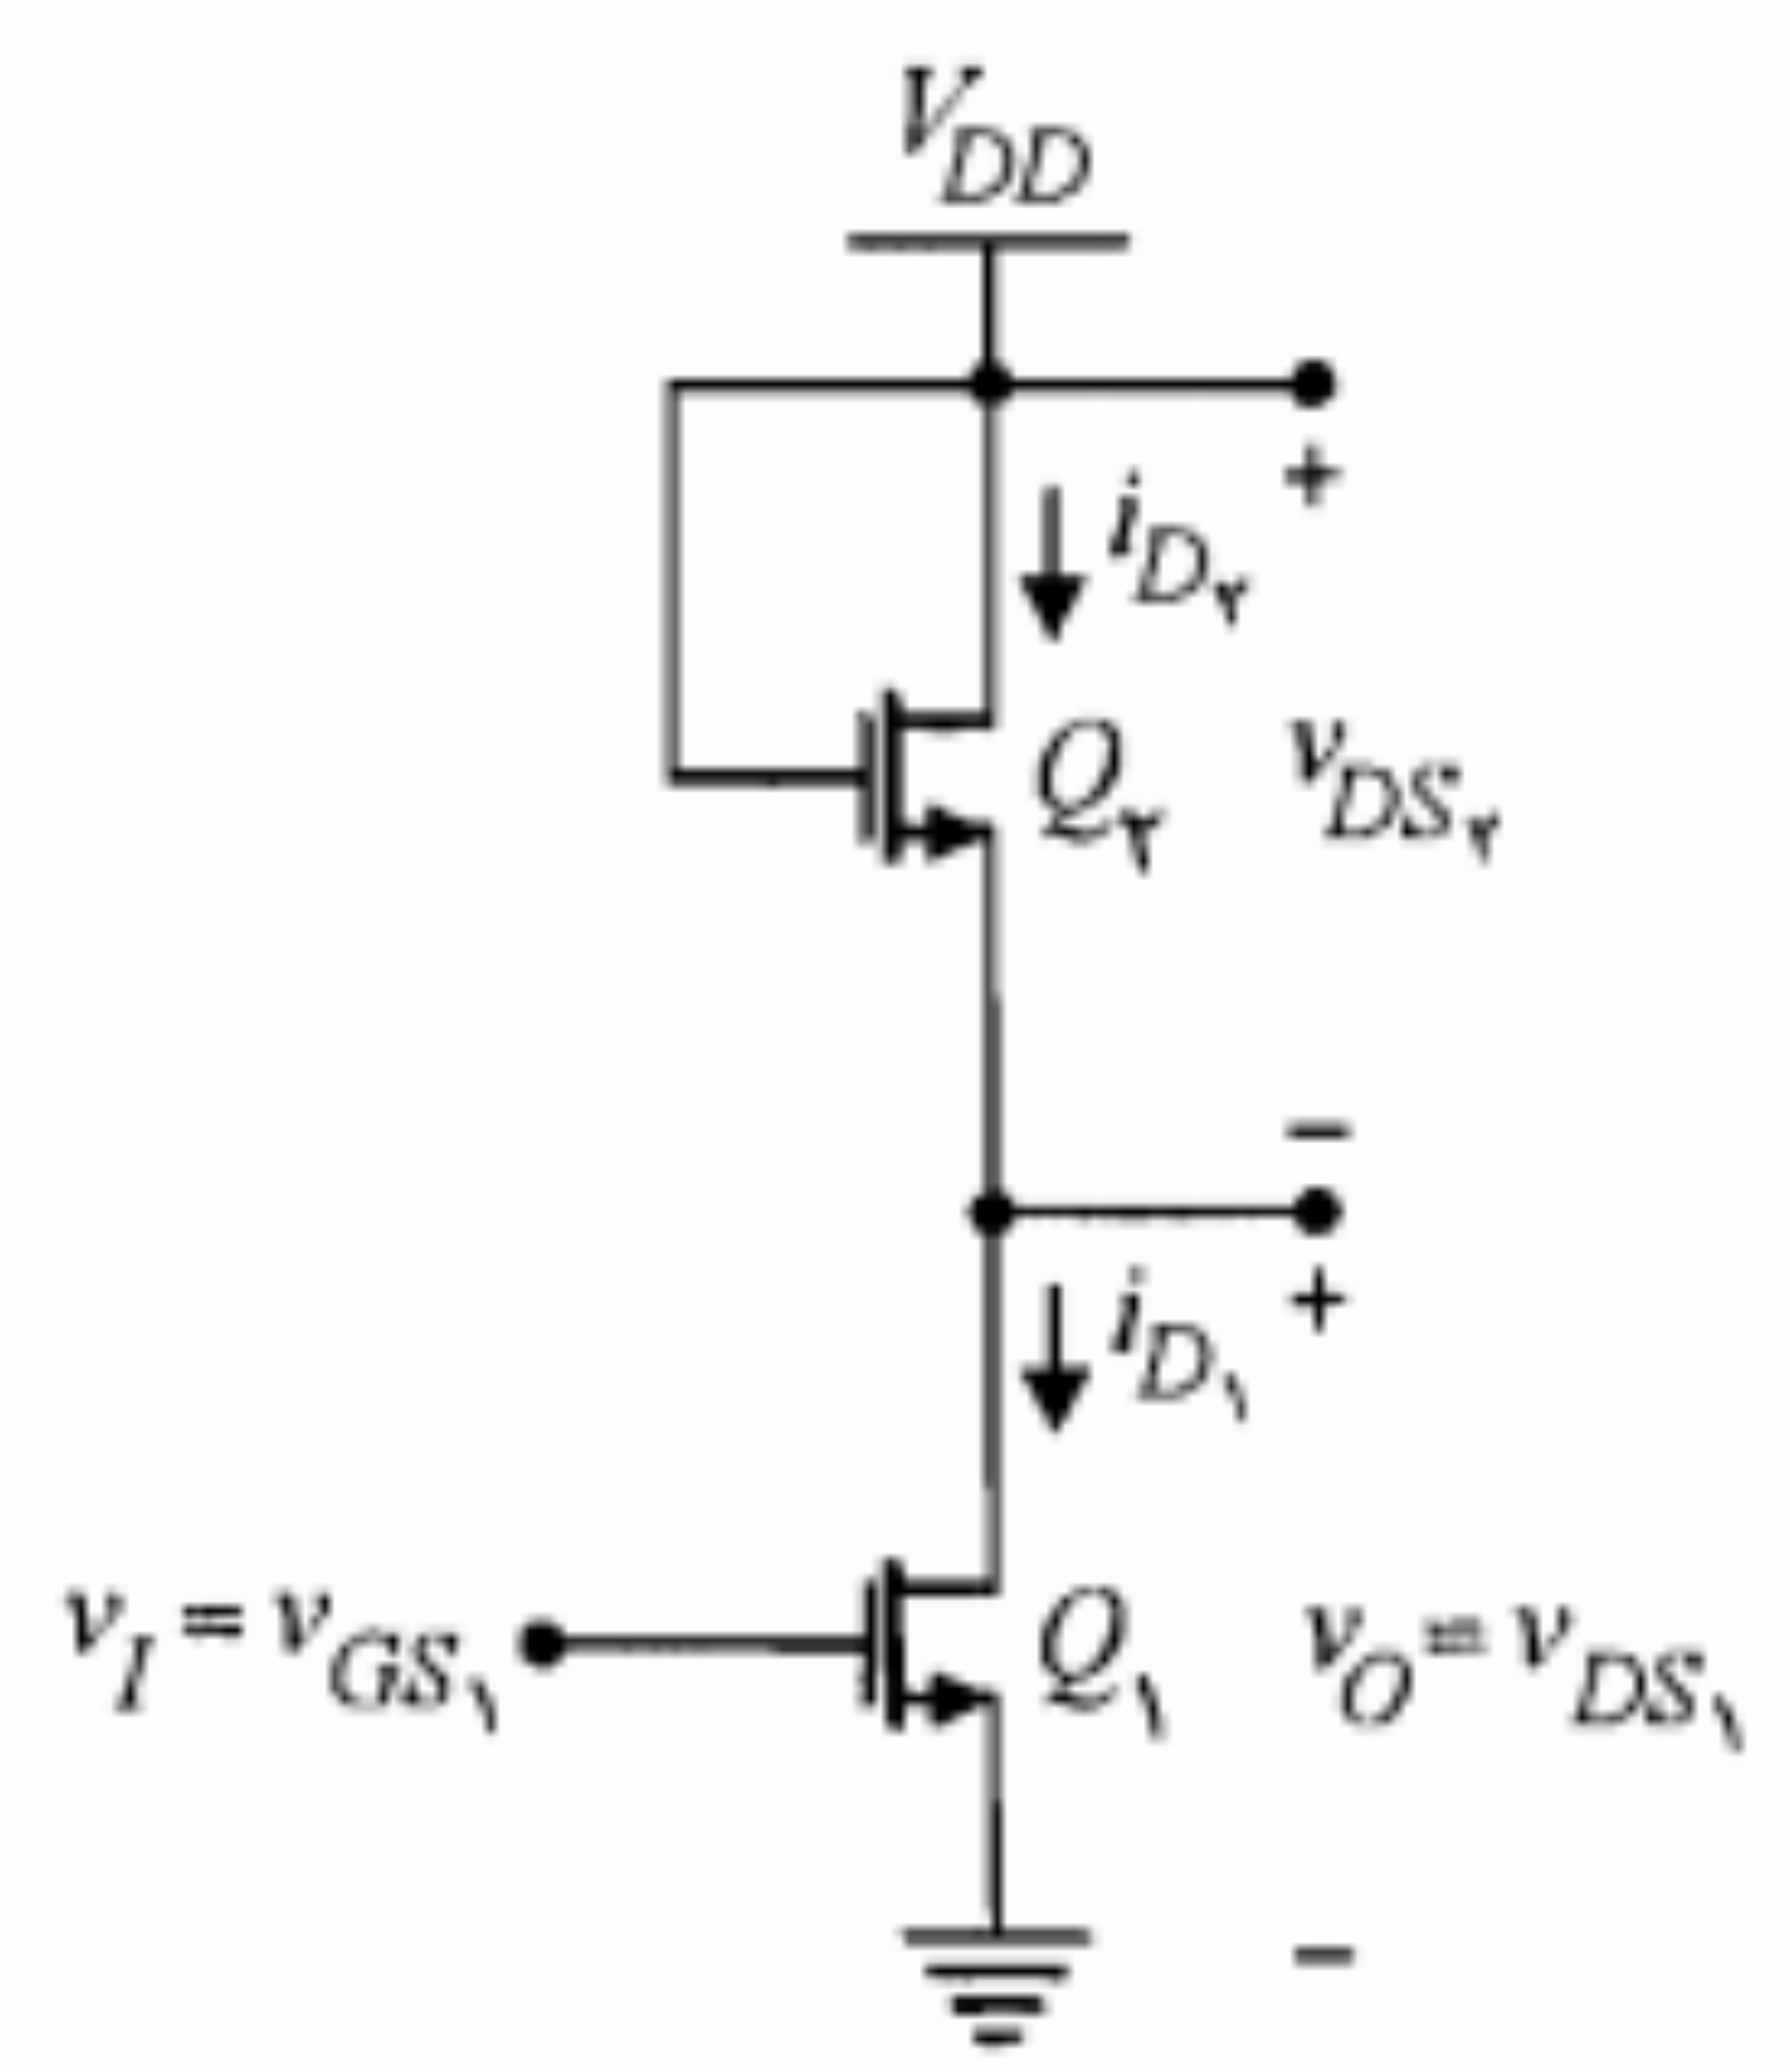 V_DD
+
i_D۲
Q۲ v_DS۲
−
+
i_D۱
v_I = v_GS۱ Q۱ v_O = v_DS۱
−